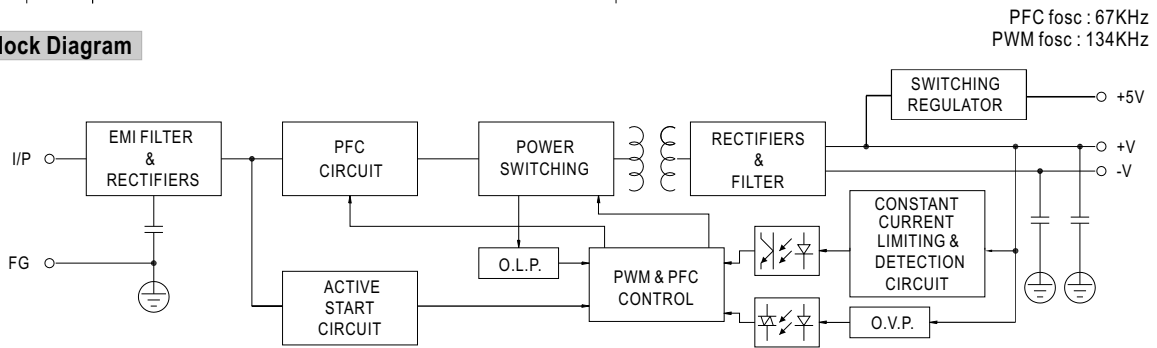 PFC fosc : 67KHz
PWM fosc : 134KHz
lock Diagram
SWITCHING
REGULATOR
+5V
I/P
EMI FILTER
&
RECTIFIERS
PFC
CIRCUIT
POWER
SWITCHING
RECTIFIERS
&
FILTER
+V
-V
CONSTANT
CURRENT
LIMITING &
DETECTION
CIRCUIT
FG
O.L.P.
PWM & PFC
CONTROL
ACTIVE
START
CIRCUIT
O.V.P.